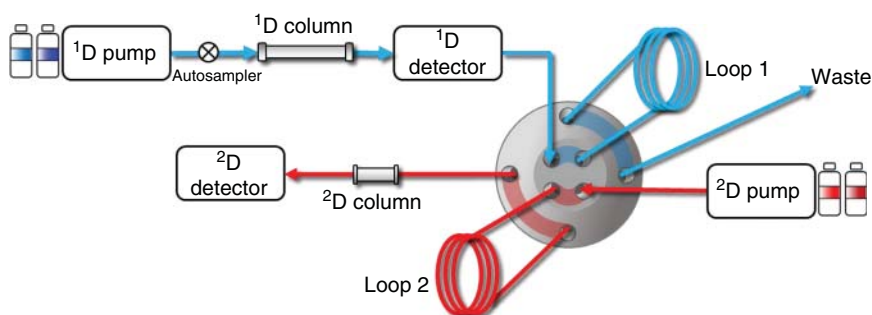 ¹D column
¹D pump
Autosampler
¹D
detector
Loop 1
Waste
²D
detector
²D column
²D pump
Loop 2